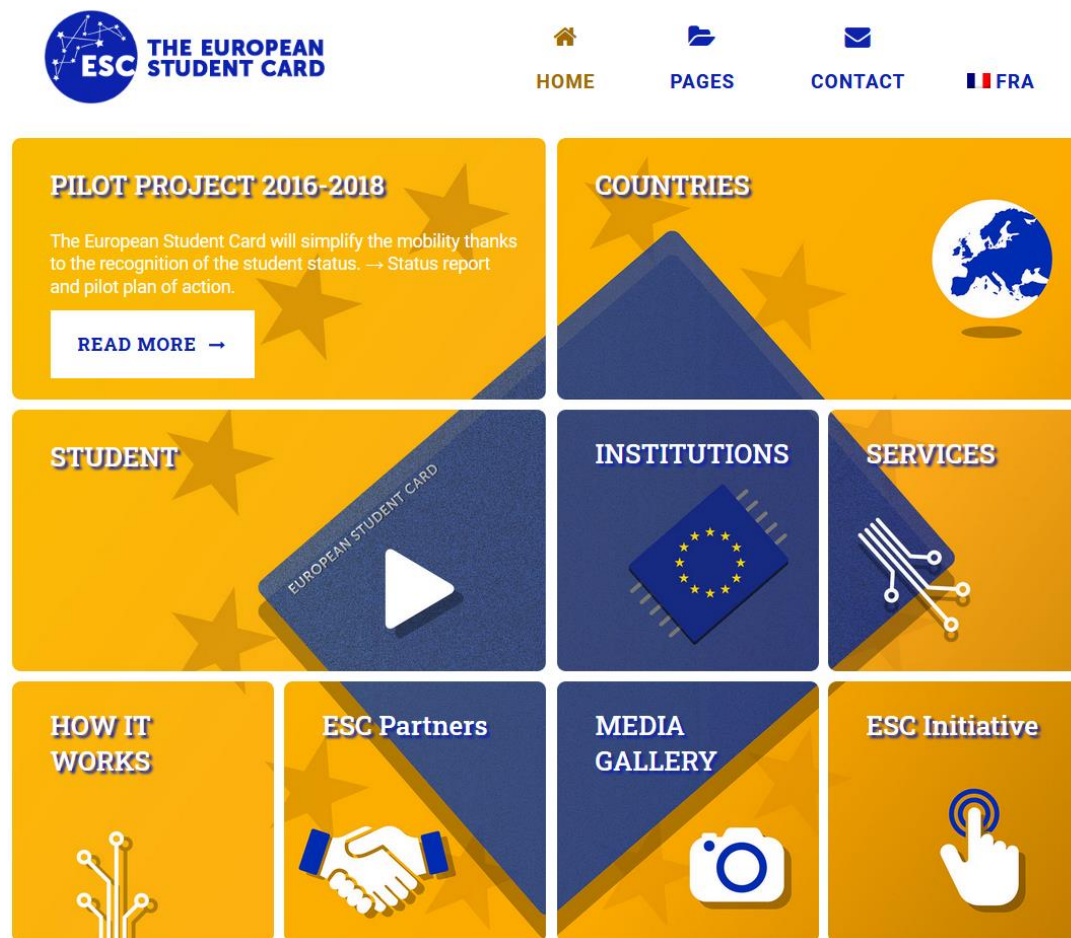 ESC
THE EUROPEAN
STUDENT CARD
HOME
PAGES
CONTACT
FRA
PILOT PROJECT 2016-2018
The European Student Card will simplify the mobility thanks
to the recognition of the student status. → Status report
and pilot plan of action.
READ MORE →
COUNTRIES
STUDENT
EUROPEAN STUDENT CARD
INSTITUTIONS
SERVICES
HOW IT
WORKS
ESC Partners
MEDIA
GALLERY
ESC Initiative